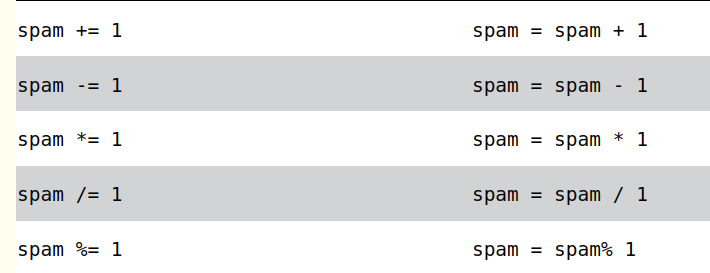 spam += 1 spam = spam + 1
spam -= 1 spam = spam - 1
spam *= 1 spam = spam * 1
spam /= 1 spam = spam / 1
spam %= 1 spam = spam% 1